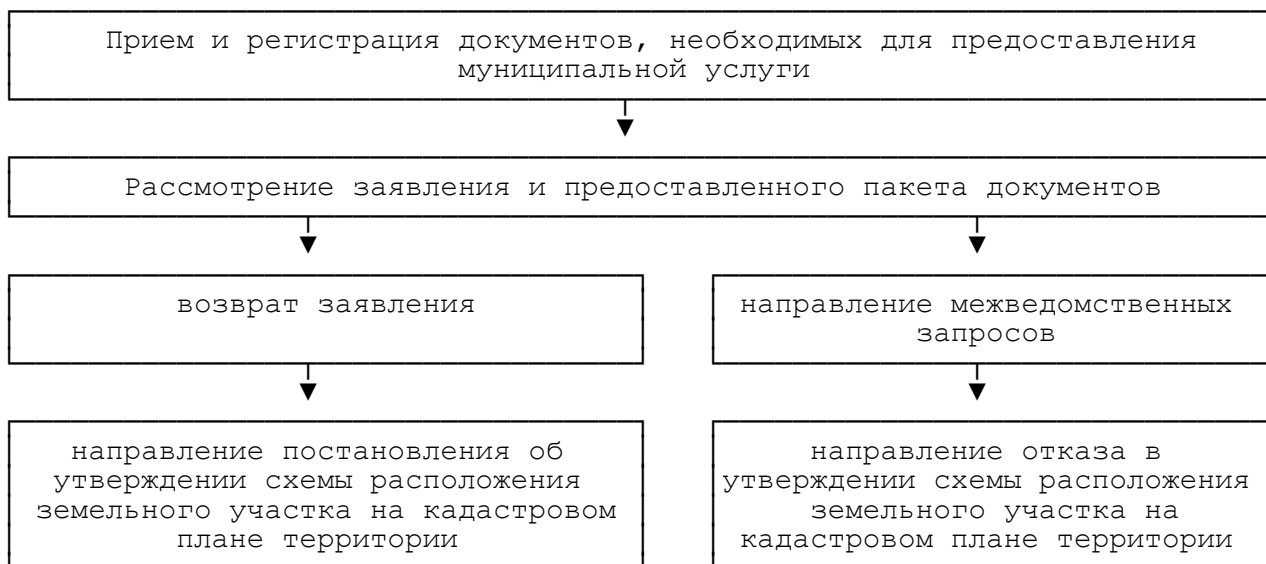 Прием и регистрация документов, необходимых для предоставления
муниципальной услуги
Рассмотрение заявления и предоставленного пакета документов
возврат заявления
направление межведомственных
запросов
направление постановления об
утверждении схемы расположения
земельного участка на кадастровом
плане территории
направление отказа в
утверждении схемы расположения
земельного участка на
кадастровом плане территории